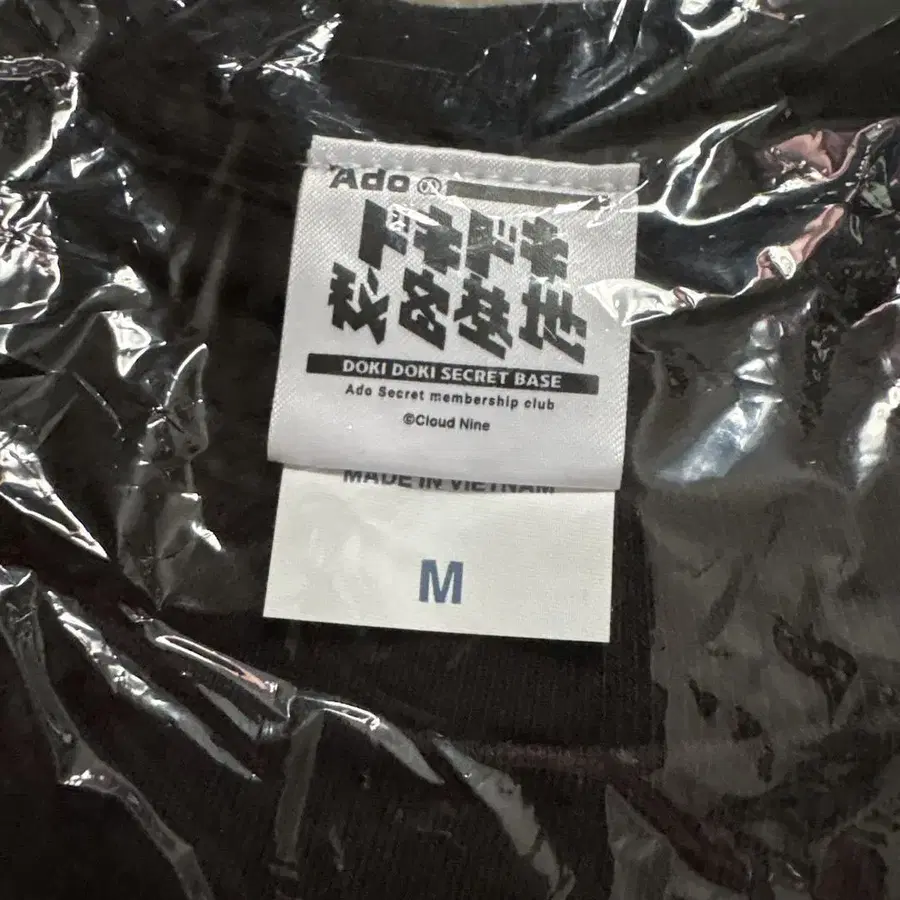 Ado
ドキドキ
秘密基地
DOKI DOKI SECRET BASE
Ado Secret membership club
©Cloud Nine
MADE IN VIETNAM
M